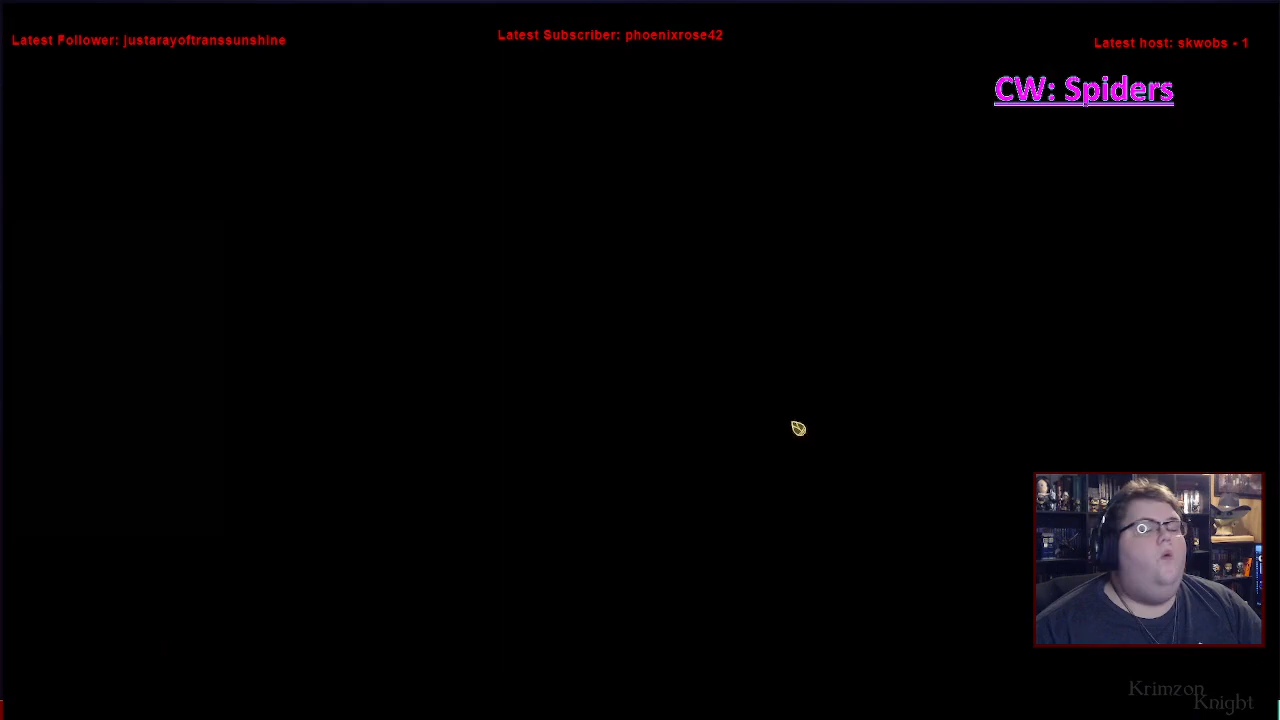 Latest Follower: justarayoftranssunshine
Latest Subscriber: phoenixrose42
Latest host: skwobs - 1
CW: Spiders
Krimzon
Knight